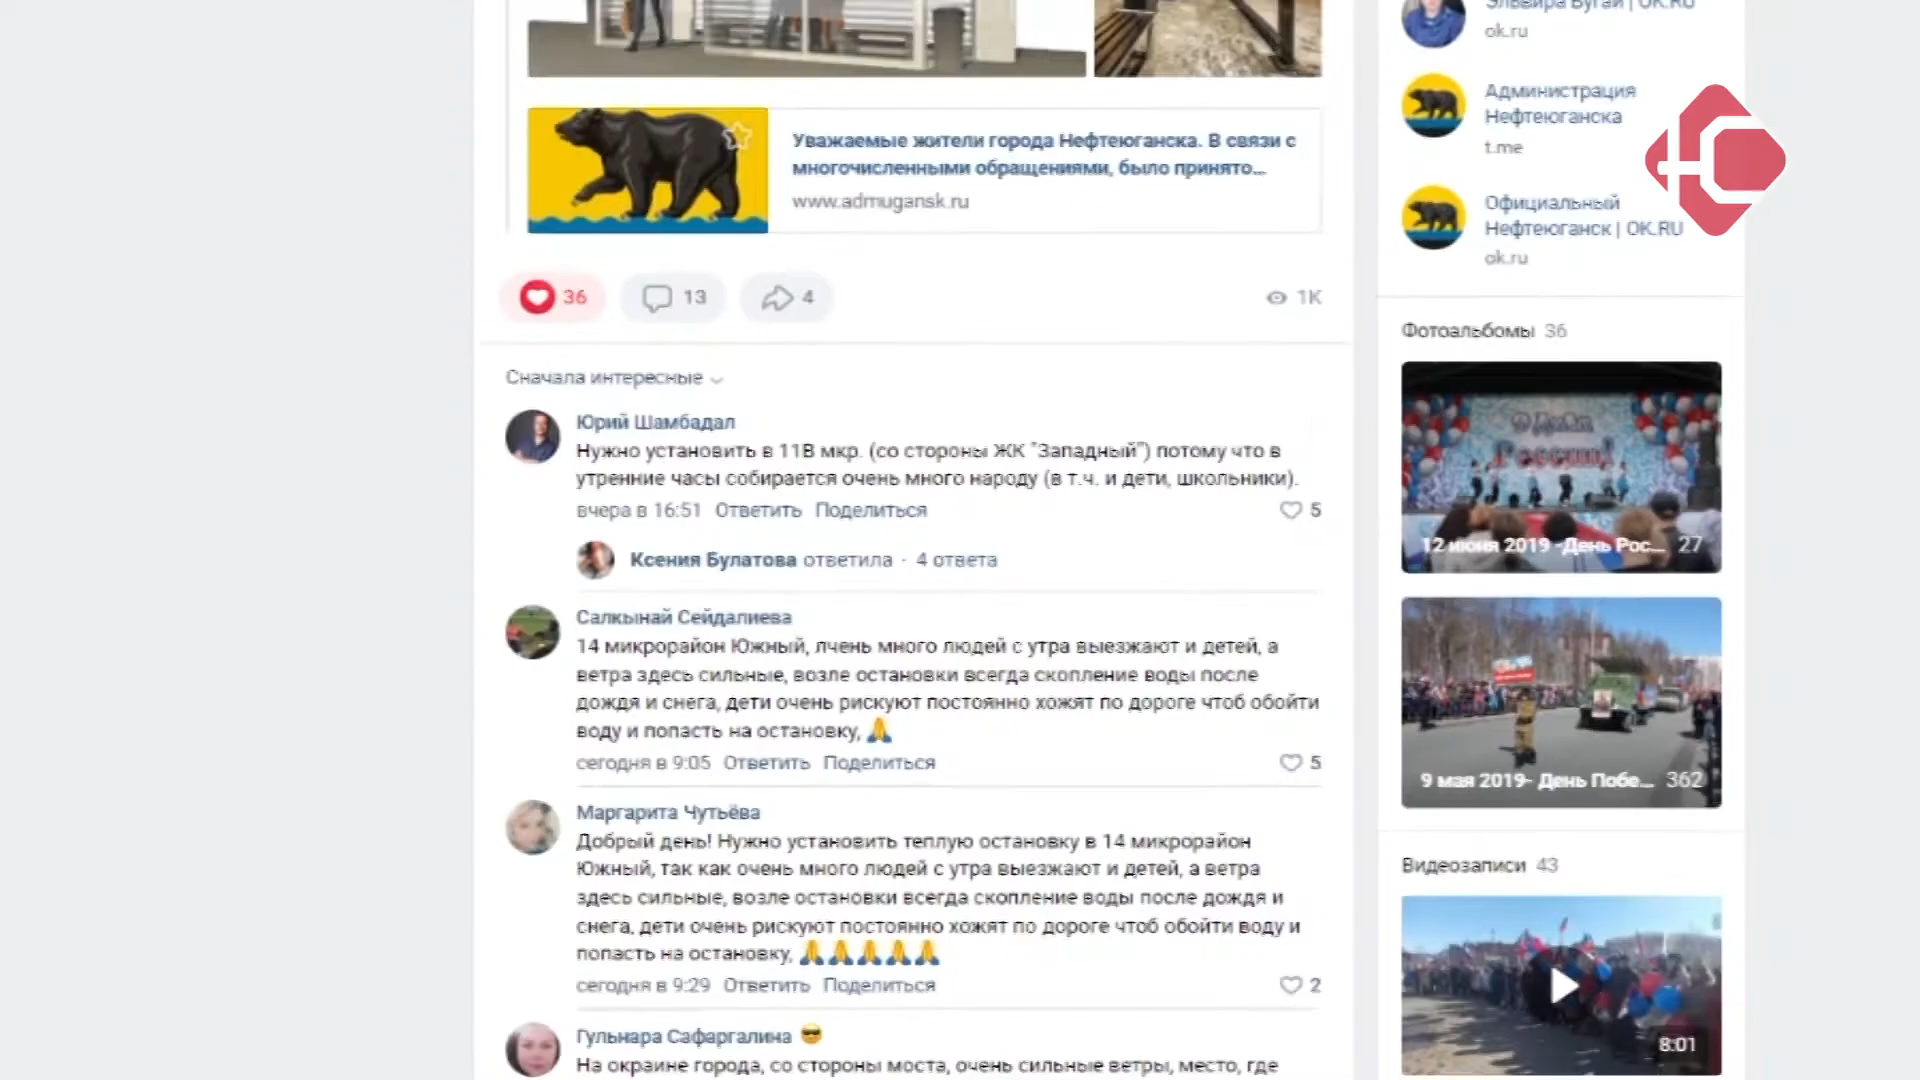 Уважаемые жители города Нефтеюганска. В связи с
многочисленными обращениями, было принято...
www.admugansk.ru
36
13
4
1K
Сначала интересные
Юрий Шамбадал
Нужно установить в 11В мкр. (со стороны ЖК "Западный") потому что в
утренние часы собирается очень много народу (в т.ч. и дети, школьники).
вчера в 16:51 Ответить Поделиться
5
Ксения Булатова ответила · 4 ответа
Салкынай Сейдалиева
14 микрорайон Южный, лчень много людей с утра выезжают и детей, а
ветра здесь сильные, возле остановки всегда скопление воды после
дождя и снега, дети очень рискуют постоянно хожят по дороге чтоб обойти
воду и попасть на остановку, 🙏
сегодня в 9:05 Ответить Поделиться
5
Маргарита Чутьёва
Добрый день! Нужно установить теплую остановку в 14 микрорайон
Южный, так как очень много людей с утра выезжают и детей, а ветра
здесь сильные, возле остановки всегда скопление воды после дождя и
снега, дети очень рискуют постоянно хожят по дороге чтоб обойти воду и
попасть на остановку, 🙏🙏🙏🙏🙏
сегодня в 9:29 Ответить Поделиться
2
Гульнара Сафаргалина 😎
На окраине города, со стороны моста, очень сильные ветры, место, где
Эльвира Бугай | OK.RU
ok.ru
Администрация
Нефтеюганска
t.me
Официальный
Нефтеюганск | OK.RU
ok.ru
Фотоальбомы 36
С Днём
России!
12 июня 2019 -День Рос... 27
9 мая 2019- День Побе... 362
Видеозаписи 43
8:01